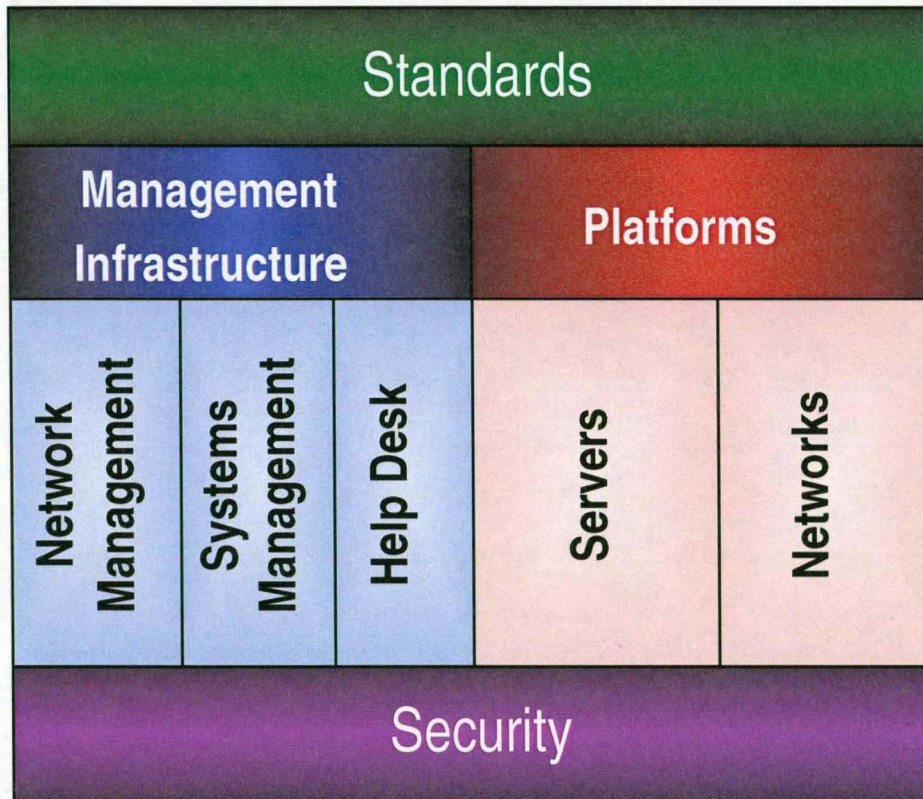 Standards
Management
Infrastructure
Platforms
Network
Management
Systems
Management
Help Desk
Servers
Networks
Security